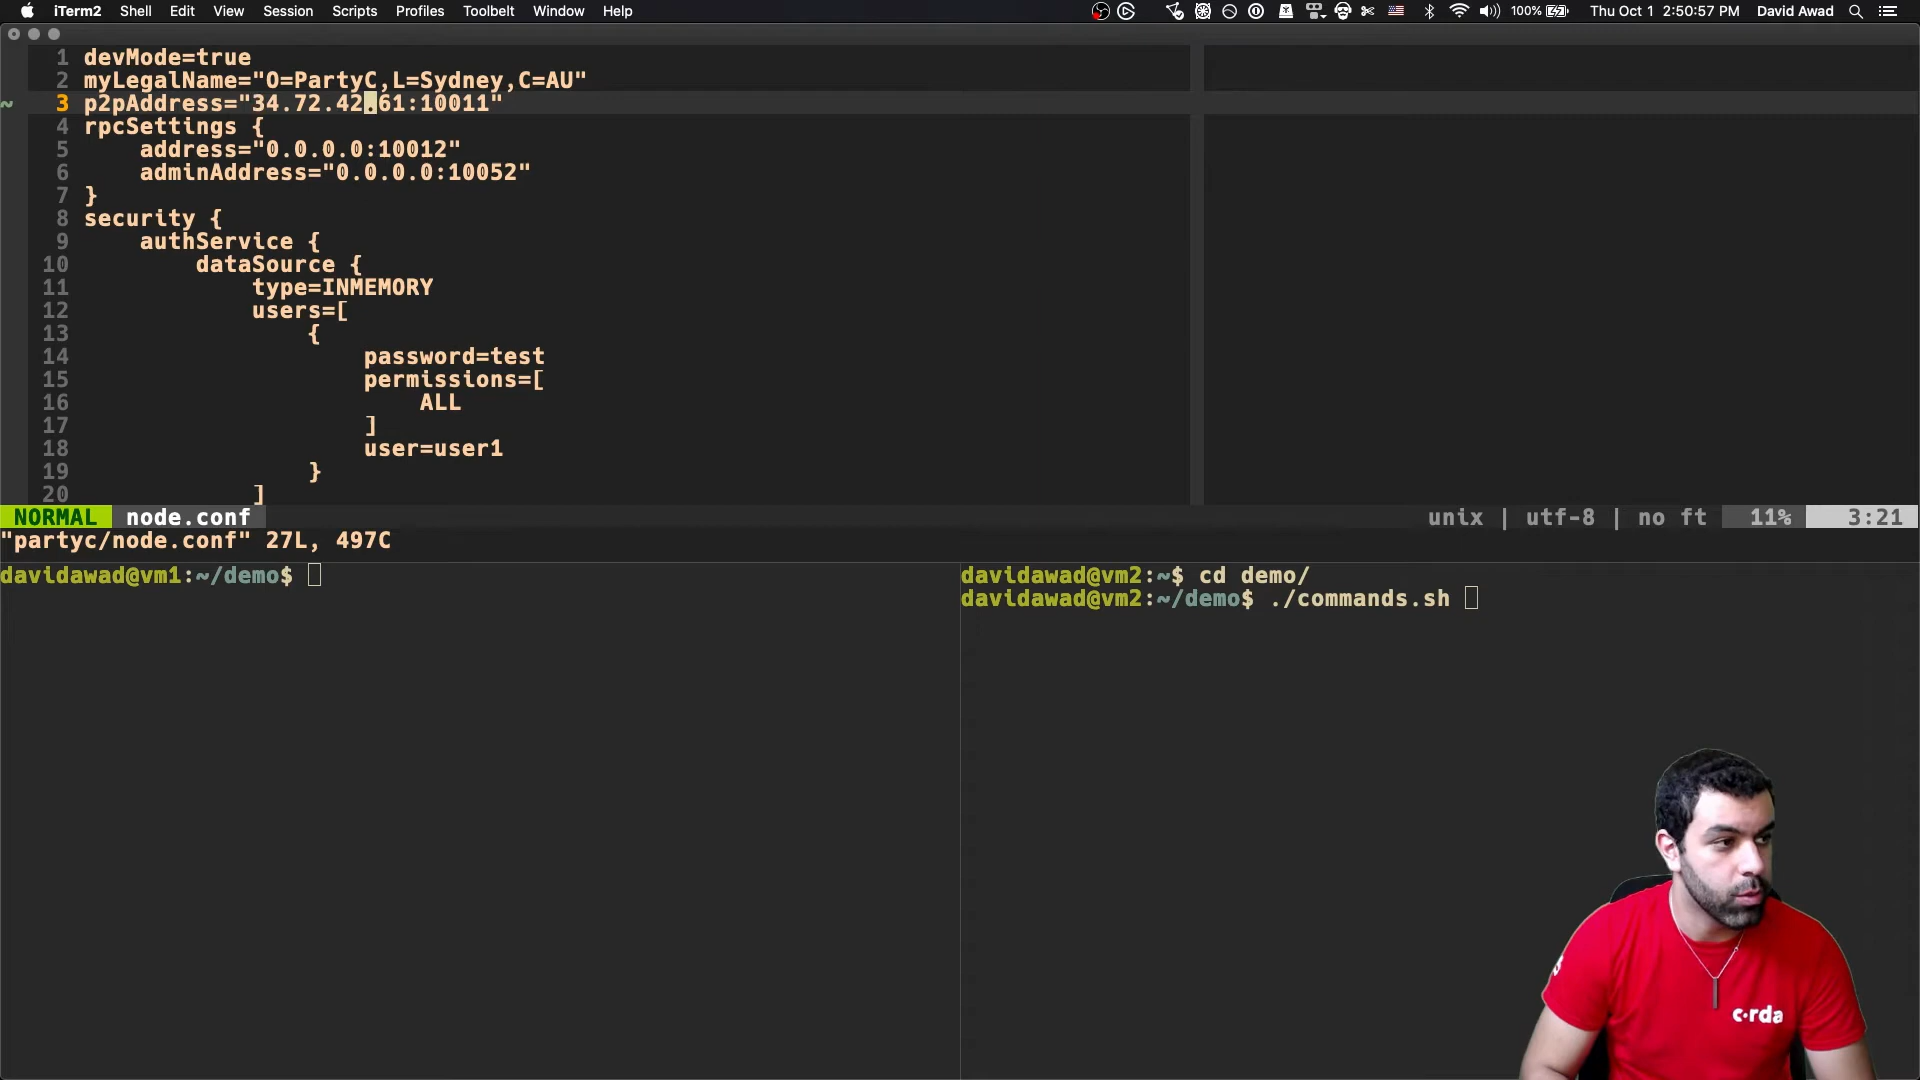 iTerm2 Shell Edit View Session Scripts Profiles Toolbelt Window Help 100% Thu Oct 1 2:50:57 PM David Awad
1 devMode=true
2 myLegalName="O=PartyC,L=Sydney,C=AU"
~ 3 p2pAddress="34.72.42.61:10011"
4 rpcSettings {
5 address="0.0.0.0:10012"
6 adminAddress="0.0.0.0:10052"
7 }
8 security {
9 authService {
10 dataSource {
11 type=INMEMORY
12 users=[
13 {
14 password=test
15 permissions=[
16 ALL
17 ]
18 user=user1
19 }
20 ]
NORMAL node.conf unix | utf-8 | no ft 11% 3:21
"partyc/node.conf" 27L, 497C
davidawad@vm1:~/demo$
davidawad@vm2:~$ cd demo/
davidawad@vm2:~/demo$ ./commands.sh
c·rda